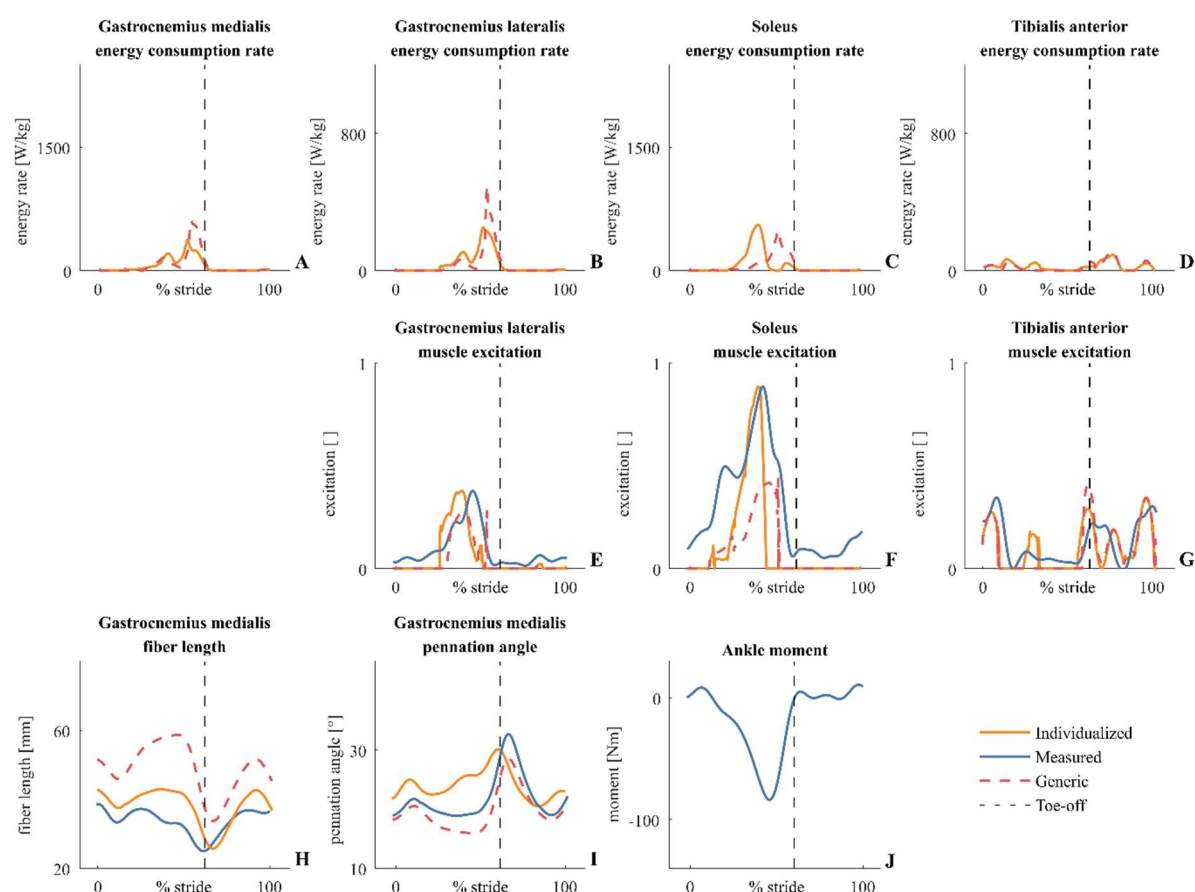 Gastrocnemius medialis
energy consumption rate
Gastrocnemius lateralis
energy consumption rate
Soleus
energy consumption rate
Tibialis anterior
energy consumption rate
energy rate [W/kg]
1500
0
0
% stride
100
A
energy rate [W/kg]
800
0
0
% stride
100
B
energy rate [W/kg]
1500
0
0
% stride
100
C
energy rate [W/kg]
800
0
0
% stride
100
D
Gastrocnemius lateralis
muscle excitation
Soleus
muscle excitation
Tibialis anterior
muscle excitation
excitation [ ]
1
0
0
% stride
100
E
excitation [ ]
1
0
0
% stride
100
F
excitation [ ]
1
0
0
% stride
100
G
Gastrocnemius medialis
fiber length
Gastrocnemius medialis
pennation angle
Ankle moment
fiber length [mm]
60
20
0
% stride
100
H
pennation angle [°]
30
10
0
% stride
100
I
moment [Nm]
0
-100
0
% stride
100
J
Individualized
Measured
Generic
Toe-off